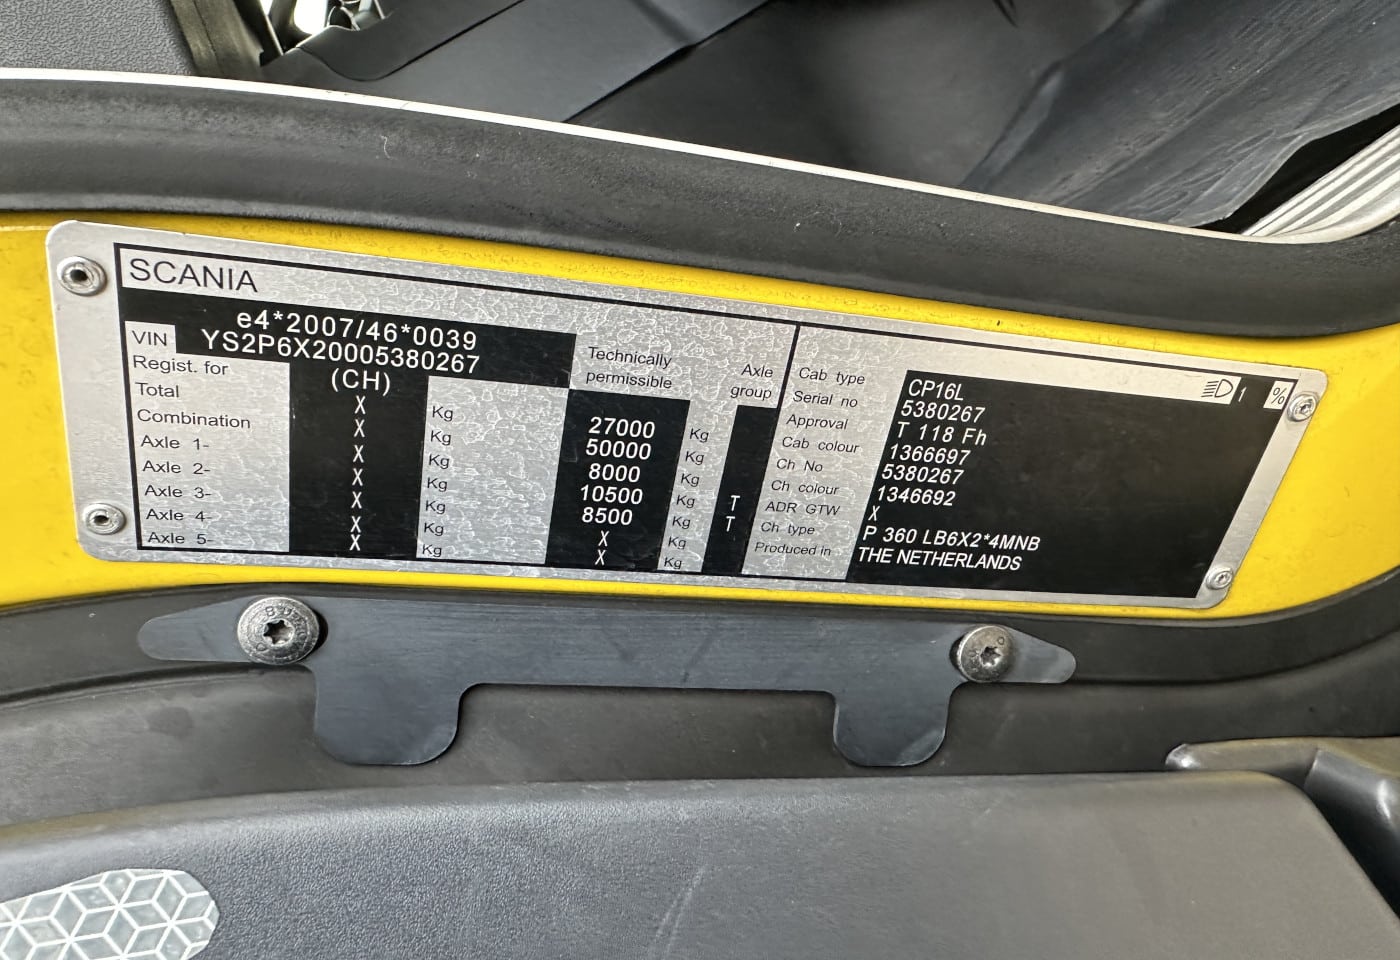 SCANIA
e4*2007/46*0039
VIN YS2P6X20005380267
Regist. for (CH) Technically permissible Axle group
Total X Kg 27000 Kg
Combination X Kg 50000 Kg
Axle 1- X Kg 8000 Kg
Axle 2- X Kg 10500 Kg T
Axle 3- X Kg 8500 Kg T
Axle 4- X Kg X Kg
Axle 5- X Kg X Kg
Cab type CP16L 1 %
Serial no 5380267
Approval T 118 Fh
Cab colour 1366697
Ch No 5380267
Ch colour 1346692
ADR GTW X
Ch type P 360 LB6X2*4MNB
Produced in THE NETHERLANDS